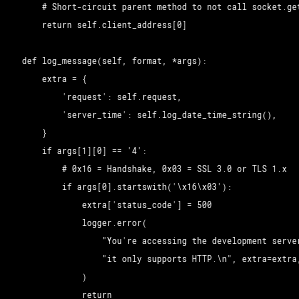 # Short-circuit parent method to not call socket.get
return self.client_address[0]
def log_message(self, format, *args):
extra = {
'request': self.request,
'server_time': self.log_date_time_string(),
}
if args[1][0] == '4':
# 0x16 = Handshake, 0x03 = SSL 3.0 or TLS 1.x
if args[0].startswith('\x16\x03'):
extra['status_code'] = 500
logger.error(
"You're accessing the development server
"it only supports HTTP.\n", extra=extra,
)
return